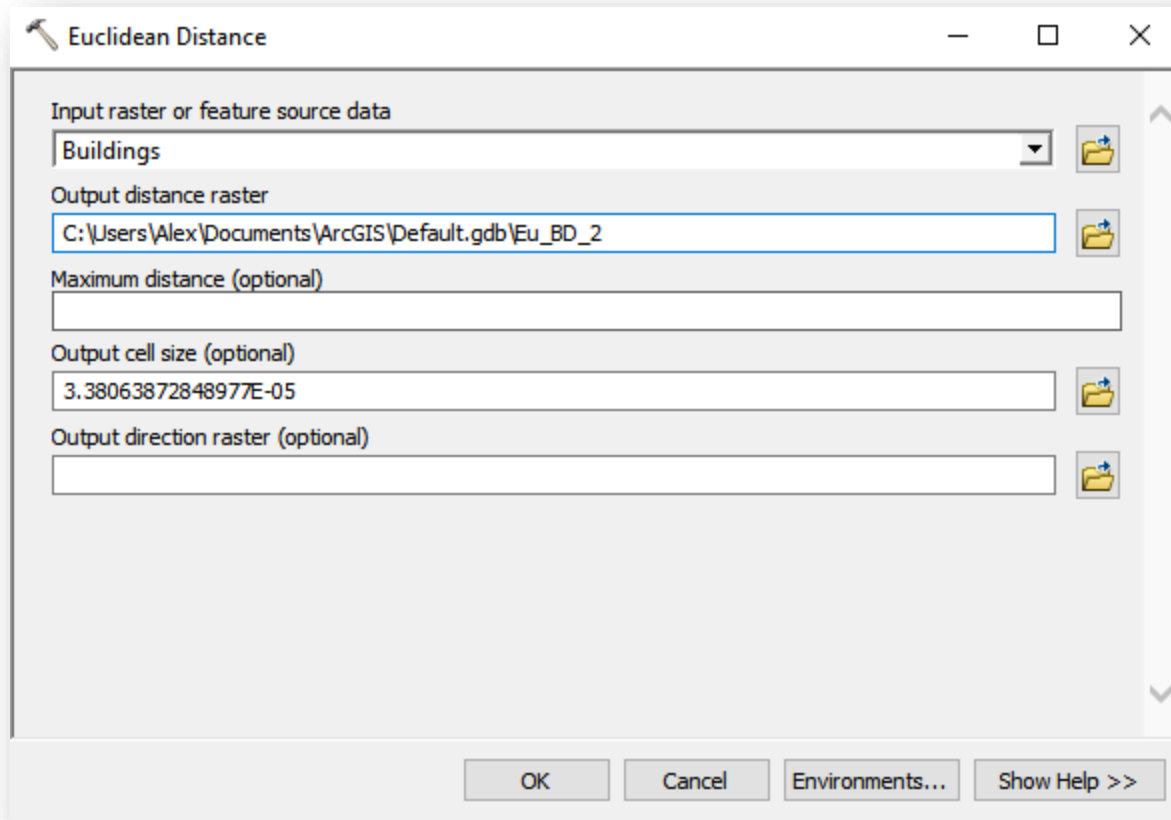 Euclidean Distance
Input raster or feature source data
Buildings
Output distance raster
C:\Users\Alex\Documents\ArcGIS\Default.gdb\Eu_BD_2
Maximum distance (optional)
Output cell size (optional)
3.38063872848977E-05
Output direction raster (optional)
OK Cancel Environments... Show Help >>